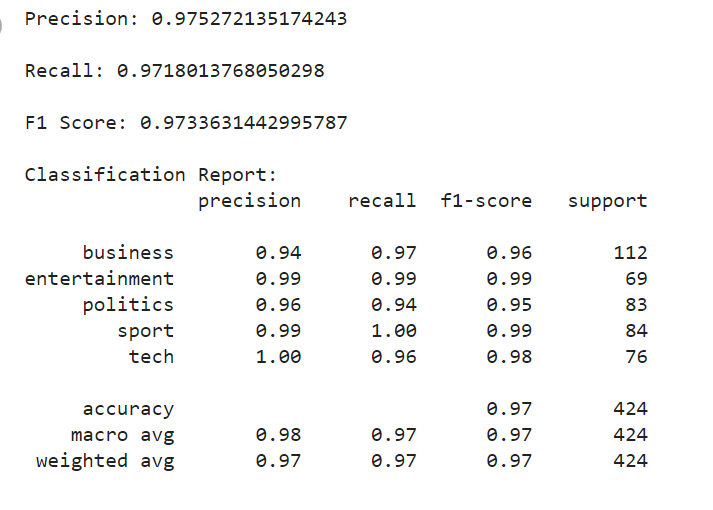 Precision: 0.975272135174243
Recall: 0.9718013768050298
F1 Score: 0.9733631442995787
Classification Report:
precision recall f1-score support
business 0.94 0.97 0.96 112
entertainment 0.99 0.99 0.99 69
politics 0.96 0.94 0.95 83
sport 0.99 1.00 0.99 84
tech 1.00 0.96 0.98 76
accuracy 0.97 424
macro avg 0.98 0.97 0.97 424
weighted avg 0.97 0.97 0.97 424